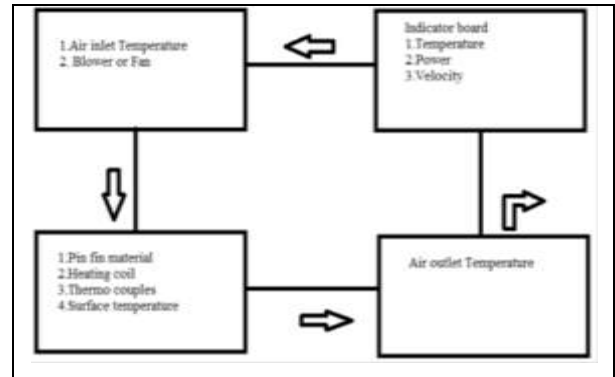 1.Air inlet Temperature
2. Blower or Fan
Indicator board
1.Temperature
2.Power
3.Velocity
1.Pin fin material
2.Heating coil
3.Thermo couples
4.Surface temperature
Air outlet Temperature